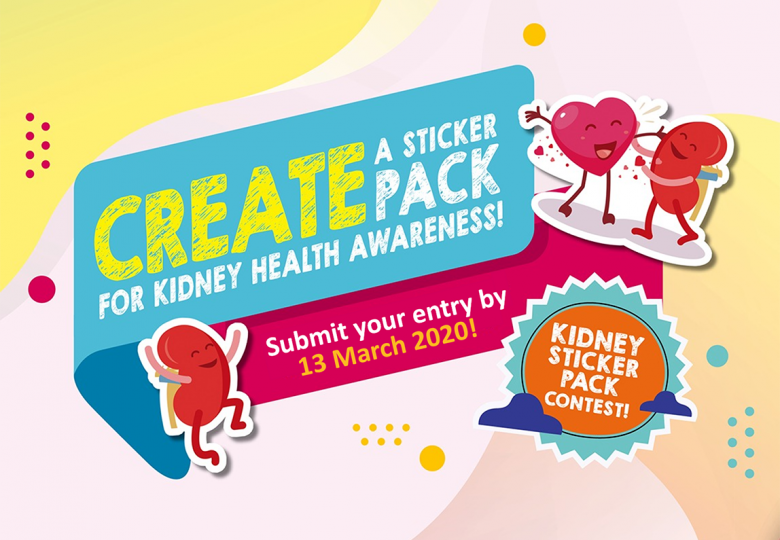 CREATE A STICKER PACK
FOR KIDNEY HEALTH AWARENESS!
Submit your entry by
13 March 2020!
KIDNEY
STICKER
PACK
CONTEST!